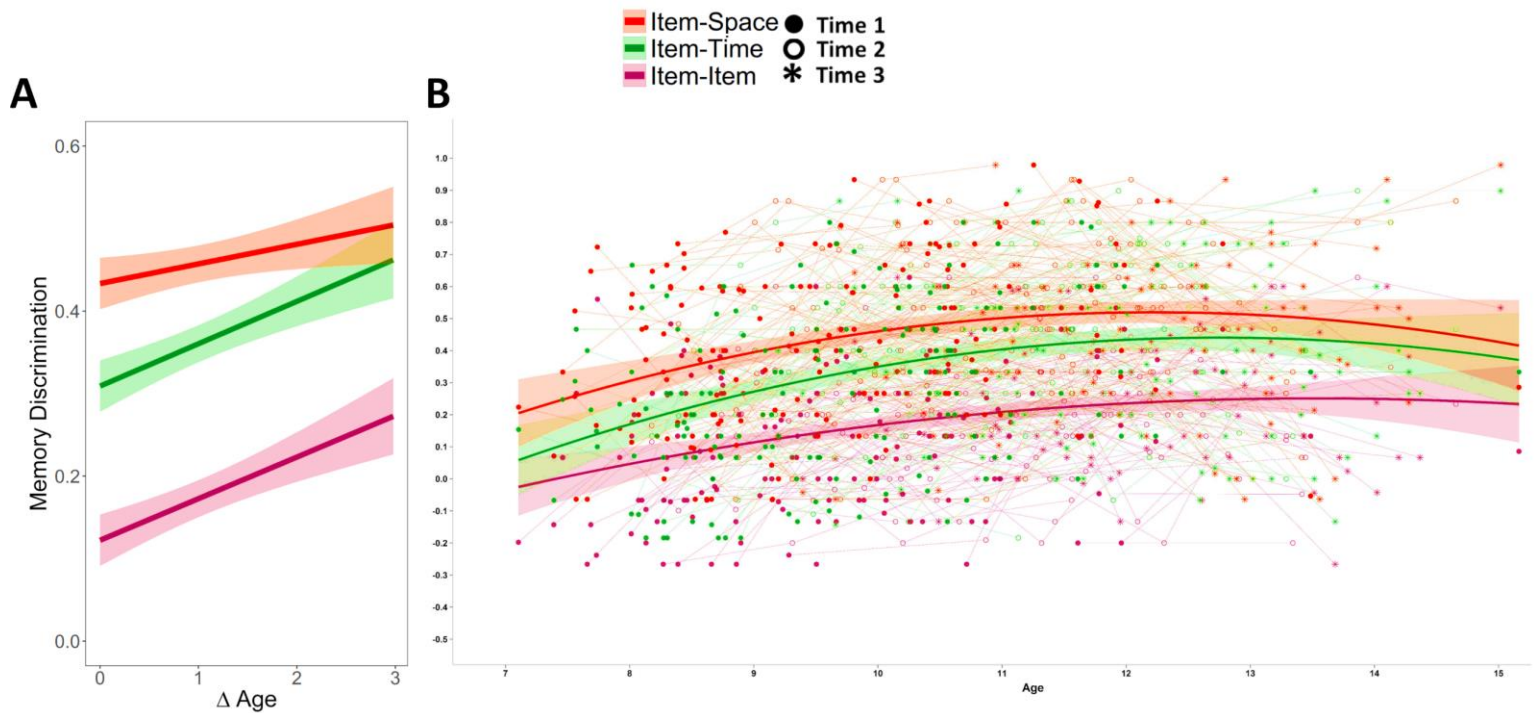 Item-Space ● Time 1
Item-Time ○ Time 2
Item-Item * Time 3
A
B
Memory Discrimination
0.6
0.4
0.2
0.0
0 1 2 3
Δ Age
1.0
0.9
0.8
0.7
0.6
0.5
0.4
0.3
0.2
0.1
0.0
-0.1
-0.2
-0.3
-0.4
-0.5
7 8 9 10 11 12 13 14 15
Age